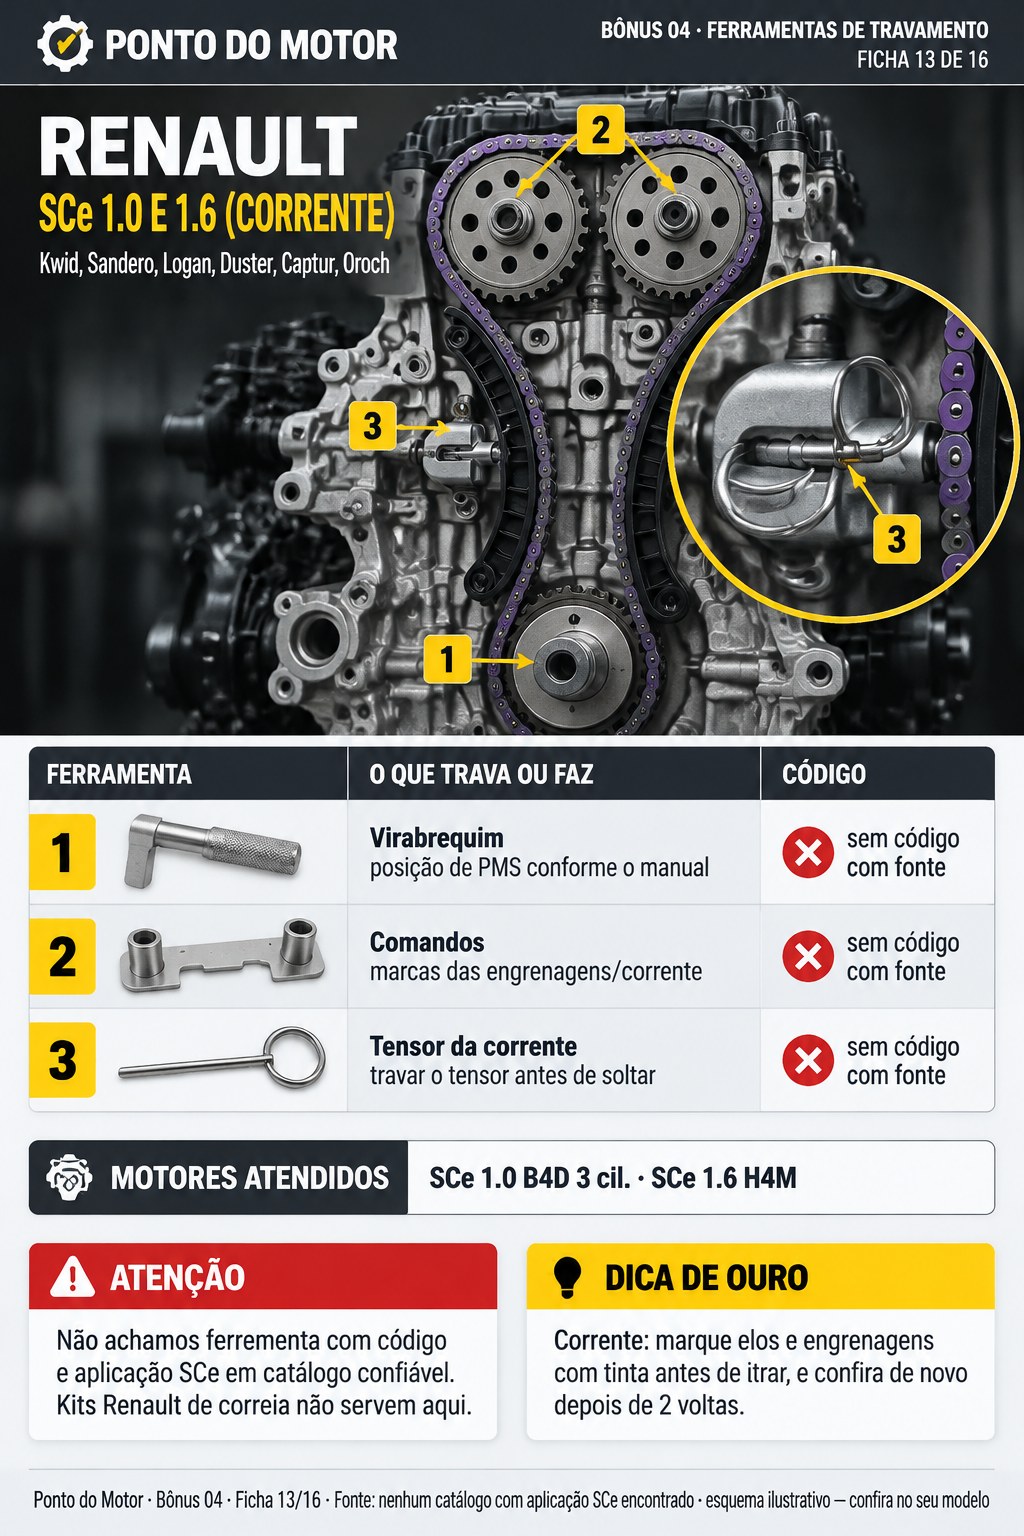 PONTO DO MOTOR
BÔNUS 04 · FERRAMENTAS DE TRAVAMENTO
FICHA 13 DE 16
RENAULT
SCe 1.0 E 1.6 (CORRENTE)
Kwid, Sandero, Logan, Duster, Captur, Oroch
2
3
3
1
FERRAMENTA
O QUE TRAVA OU FAZ
CÓDIGO
1
Virabrequim
posição de PMS conforme o manual
sem código
com fonte
2
Comandos
marcas das engrenagens/corrente
sem código
com fonte
3
Tensor da corrente
travar o tensor antes de soltar
sem código
com fonte
MOTORES ATENDIDOS
SCe 1.0 B4D 3 cil. · SCe 1.6 H4M
ATENÇÃO
Não achamos ferrementa com código
e aplicação SCe em catálogo confiável.
Kits Renault de correia não servem aqui.
DICA DE OURO
Corrente: marque elos e engrenagens
com tinta antes de itrar, e confira de novo
depois de 2 voltas.
Ponto do Motor · Bônus 04 · Ficha 13/16 · Fonte: nenhum catálogo com aplicação SCe encontrado · esquema ilustrativo — confira no seu modelo